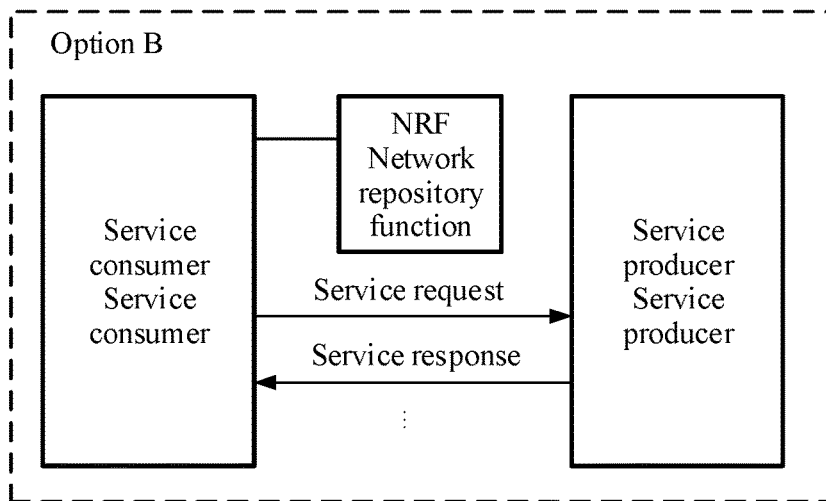 Option B
Service
consumer
Service
consumer
NRF
Network
repository
function
Service request
Service response
⋮
Service
producer
Service
producer